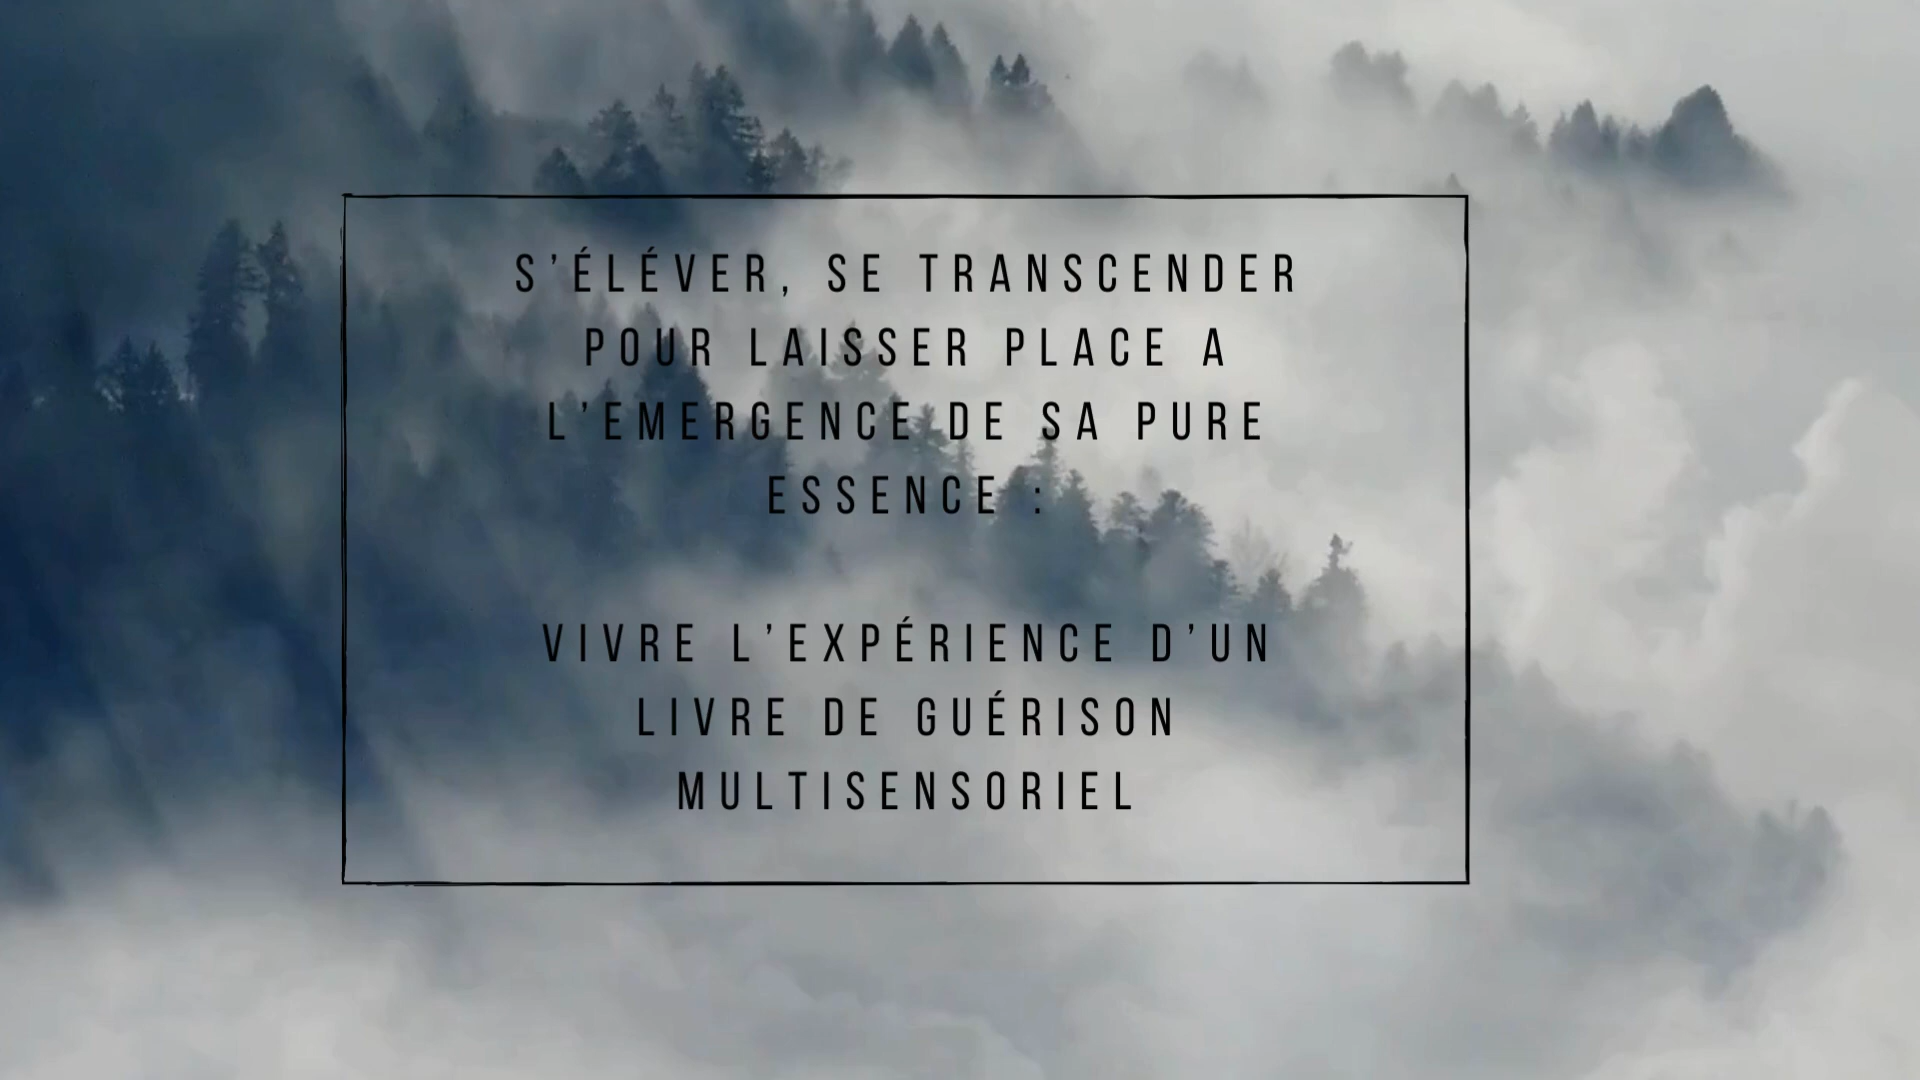 S'ÉLÉVER, SE TRANSCENDER
POUR LAISSER PLACE A
L'EMERGENCE DE SA PURE
ESSENCE :
VIVRE L'EXPÉRIENCE D'UN
LIVRE DE GUÉRISON
MULTISENSORIEL